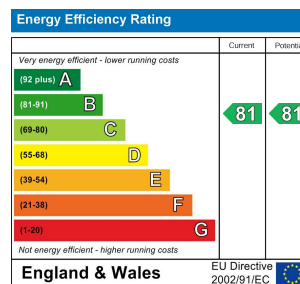 Energy Efficiency Rating
Current Potentia
Very energy efficient - lower running costs
(92 plus) A
(81-91) B
81 81
(69-80) C
(55-68) D
(39-54) E
(21-38) F
(1-20) G
Not energy efficient - higher running costs
England & Wales
EU Directive
2002/91/EC